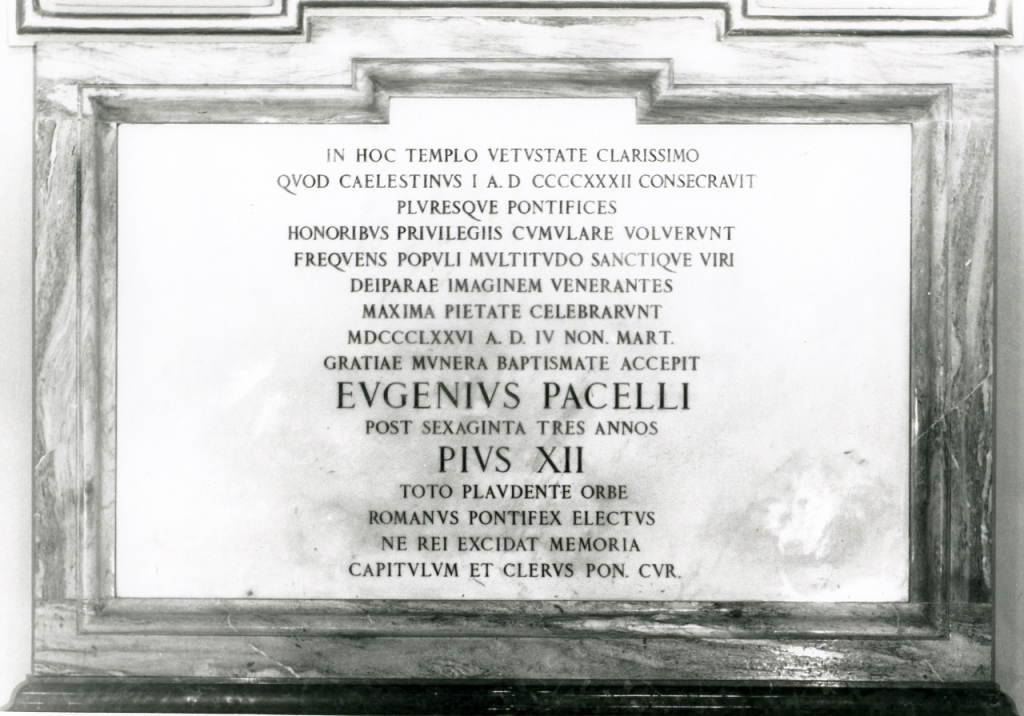 IN HOC TEMPLO VETVSTATE CLARISSIMO
QVOD CAELESTINVS I A. D CCCCXXXII CONSECRAVIT
PLVRESQVE PONTIFICES
HONORIBVS PRIVILEGIIS CVMVLARE VOLVERVNT
FREQVENS POPVLI MVLTITVDO SANCTIQVE VIRI
DEIPARAE IMAGINEM VENERANTES
MAXIMA PIETATE CELEBRARVNT
MDCCCLXXVI A. D. IV NON. MART.
GRATIAE MVNERA BAPTISMATE ACCEPIT
EVGENIVS PACELLI
POST SEXAGINTA TRES ANNOS
PIVS XII
TOTO PLAVDENTE ORBE
ROMANVS PONTIFEX ELECTVS
NE REI EXCIDAT MEMORIA
CAPITVLVM ET CLERVS PON. CVR.